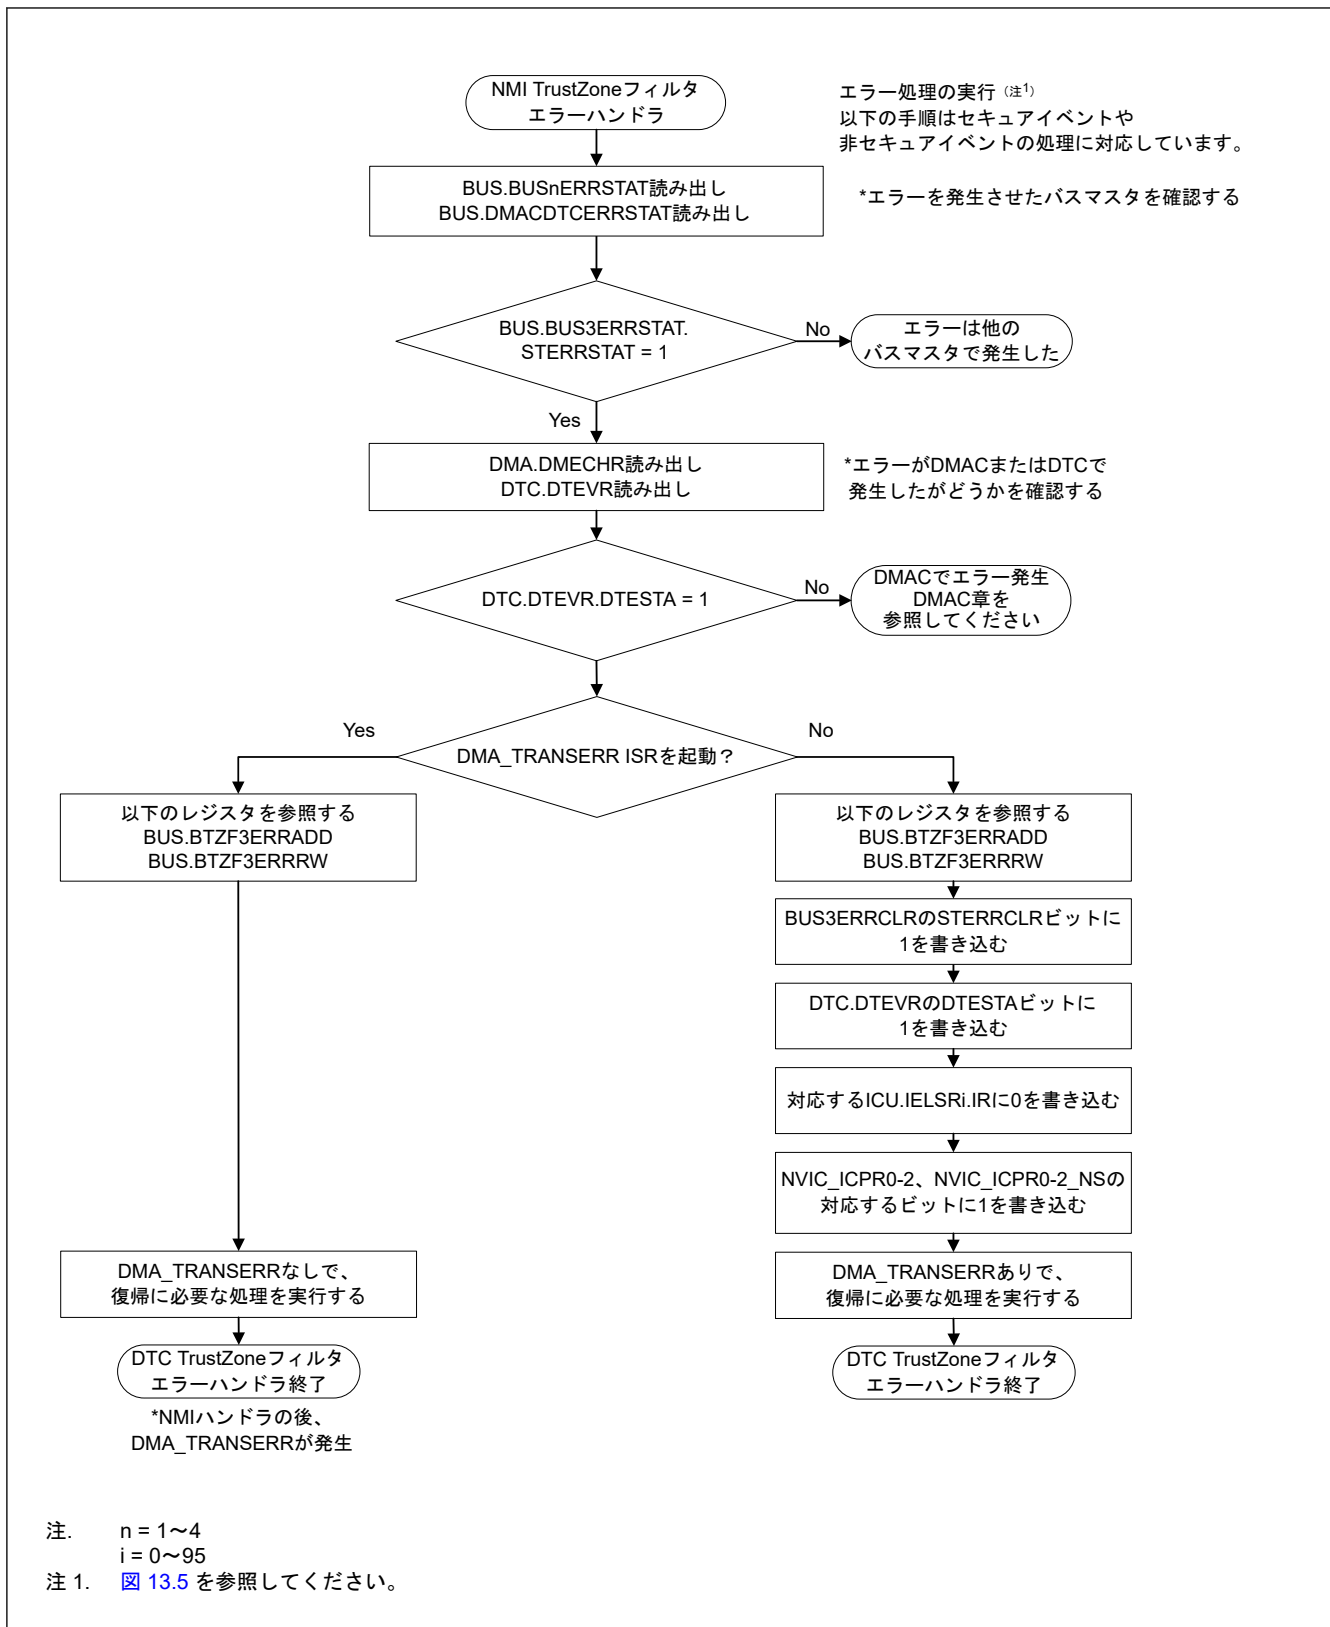 NMI TrustZoneフィルタ
エラーハンドラ
エラー処理の実行（注1）
以下の手順はセキュアイベントや
非セキュアイベントの処理に対応しています。
BUS.BUSnERRSTAT読み出し
BUS.DMACDTCERRSTAT読み出し
*エラーを発生させたバスマスタを確認する
BUS.BUS3ERRSTAT.
STERRSTAT = 1
No
エラーは他の
バスマスタで発生した
Yes
DMA.DMECHR読み出し
DTC.DTEVR読み出し
*エラーがDMACまたはDTCで
発生したがどうかを確認する
DTC.DTEVR.DTESTA = 1
No
DMACでエラー発生
DMAC章を
参照してください
Yes
DMA_TRANSERR ISRを起動？
No
以下のレジスタを参照する
BUS.BTZF3ERRADD
BUS.BTZF3ERRRW
以下のレジスタを参照する
BUS.BTZF3ERRADD
BUS.BTZF3ERRRW
BUS3ERRCLRのSTERRCLRビットに
1を書き込む
DTC.DTEVRのDTESTAビットに
1を書き込む
対応するICU.IELSRi.IRに0を書き込む
NVIC_ICPR0-2、NVIC_ICPR0-2_NSの
対応するビットに1を書き込む
DMA_TRANSERRなしで、
復帰に必要な処理を実行する
DMA_TRANSERRありで、
復帰に必要な処理を実行する
DTC TrustZoneフィルタ
エラーハンドラ終了
DTC TrustZoneフィルタ
エラーハンドラ終了
*NMIハンドラの後、
DMA_TRANSERRが発生
注. n = 1～4
i = 0～95
注 1. 図 13.5 を参照してください。